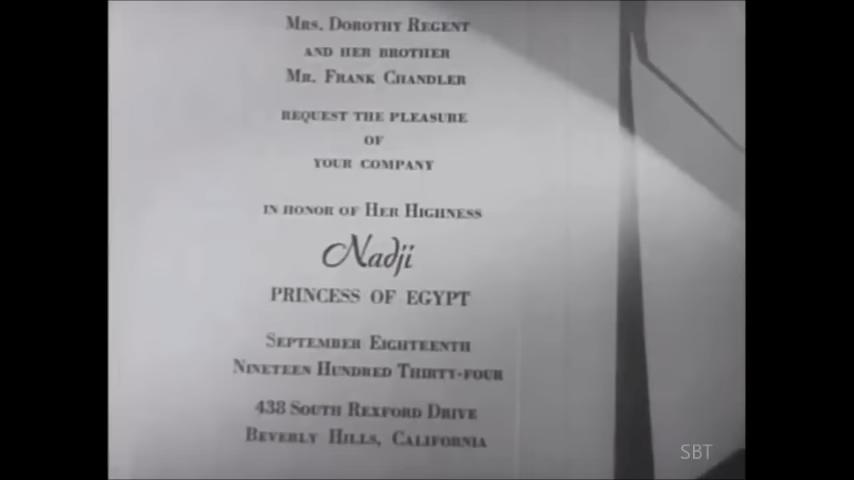 Mrs. Dorothy Regent
and her brother
Mr. Frank Chandler
request the pleasure
of
your company
in honor of Her Highness
Nadji
PRINCESS OF EGYPT
September Eighteenth
Nineteen Hundred Thirty-four
438 South Rexford Drive
Beverly Hills, California
SBT